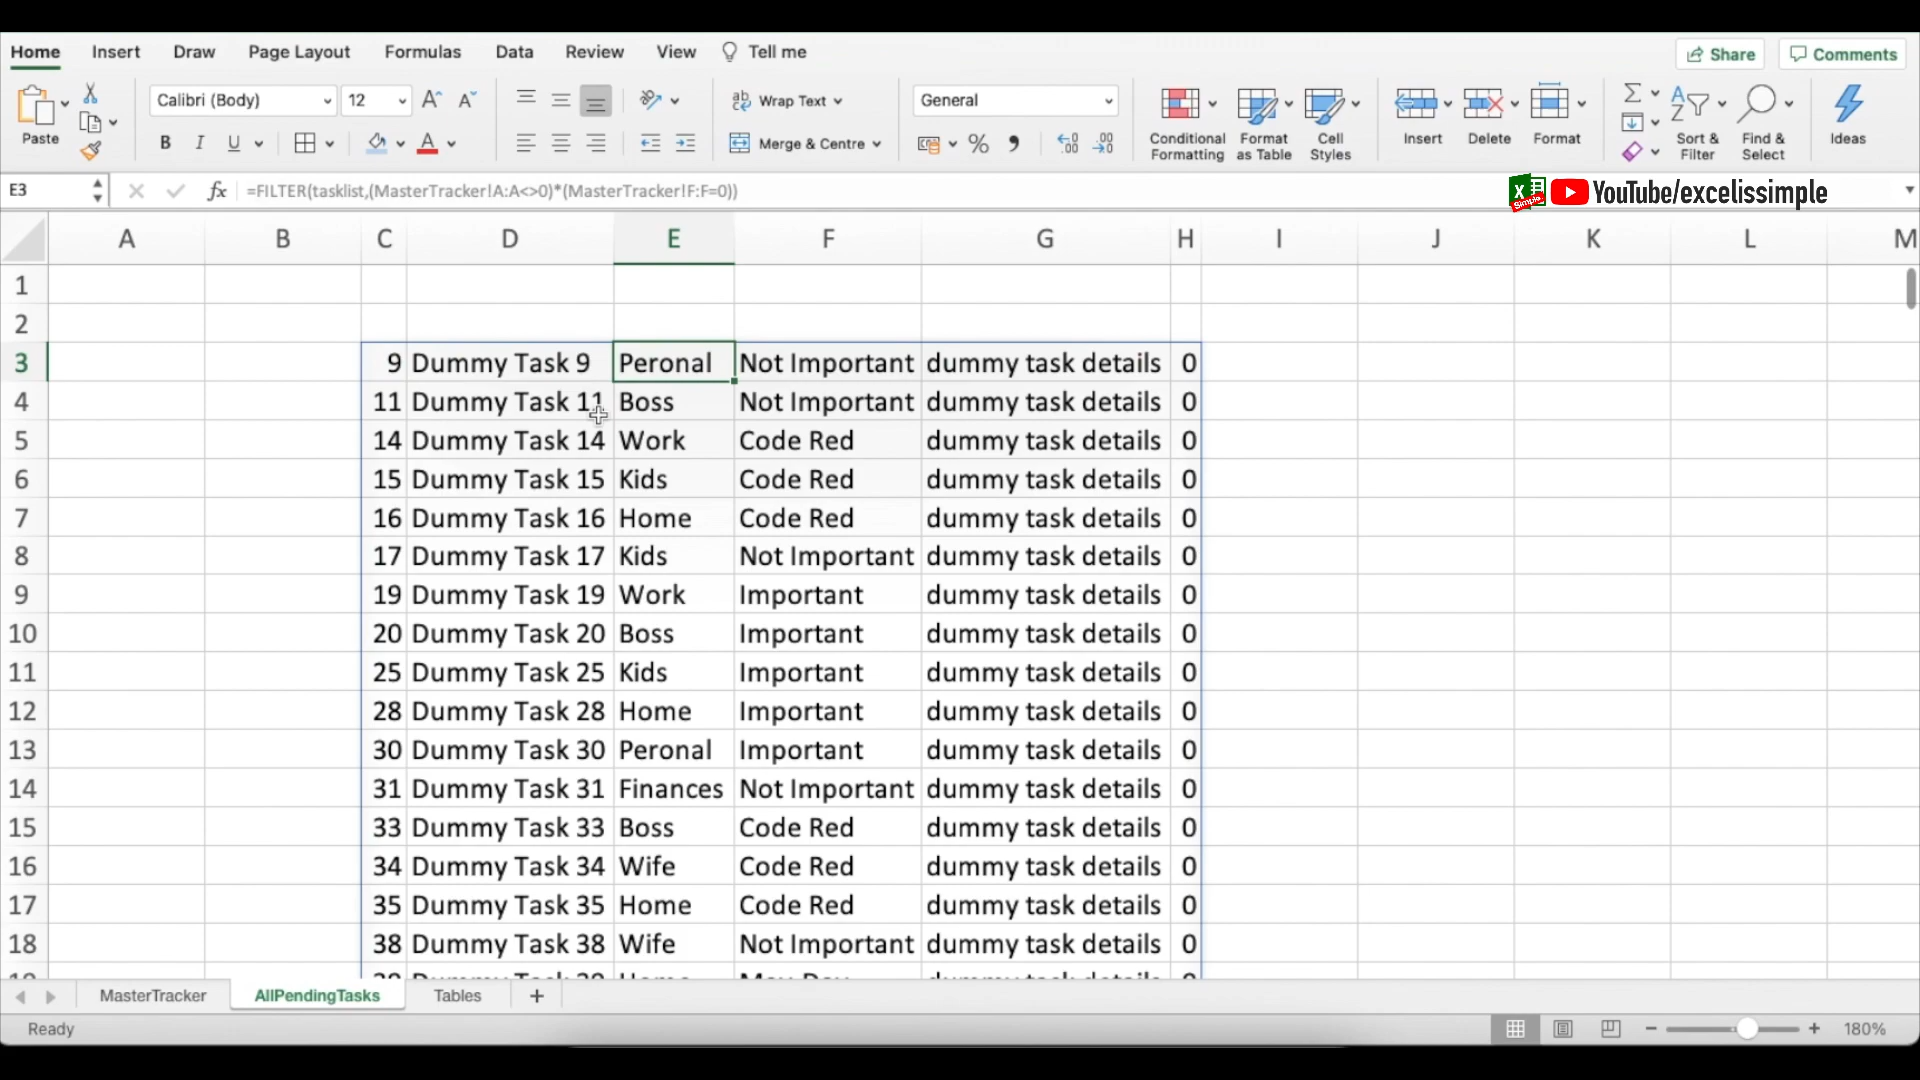 Home Insert Draw Page Layout Formulas Data Review View Tell me Share Comments
Calibri (Body) 12 Wrap Text General
Paste B I U A Merge & Centre % Conditional Formatting Format as Table Cell Styles Insert Delete Format Sort & Filter Find & Select Ideas
E3 fx =FILTER(tasklist,(MasterTracker!A:A<>0)*(MasterTracker!F:F=0)) Simple YouTube/excelissimple
A B C D E F G H I J K L M
1
2
3 9 Dummy Task 9 Peronal Not Important dummy task details 0
4 11 Dummy Task 11 Boss Not Important dummy task details 0
5 14 Dummy Task 14 Work Code Red dummy task details 0
6 15 Dummy Task 15 Kids Code Red dummy task details 0
7 16 Dummy Task 16 Home Code Red dummy task details 0
8 17 Dummy Task 17 Kids Not Important dummy task details 0
9 19 Dummy Task 19 Work Important dummy task details 0
10 20 Dummy Task 20 Boss Important dummy task details 0
11 25 Dummy Task 25 Kids Important dummy task details 0
12 28 Dummy Task 28 Home Important dummy task details 0
13 30 Dummy Task 30 Peronal Important dummy task details 0
14 31 Dummy Task 31 Finances Not Important dummy task details 0
15 33 Dummy Task 33 Boss Code Red dummy task details 0
16 34 Dummy Task 34 Wife Code Red dummy task details 0
17 35 Dummy Task 35 Home Code Red dummy task details 0
18 38 Dummy Task 38 Wife Not Important dummy task details 0
MasterTracker AllPendingTasks Tables +
Ready 180%